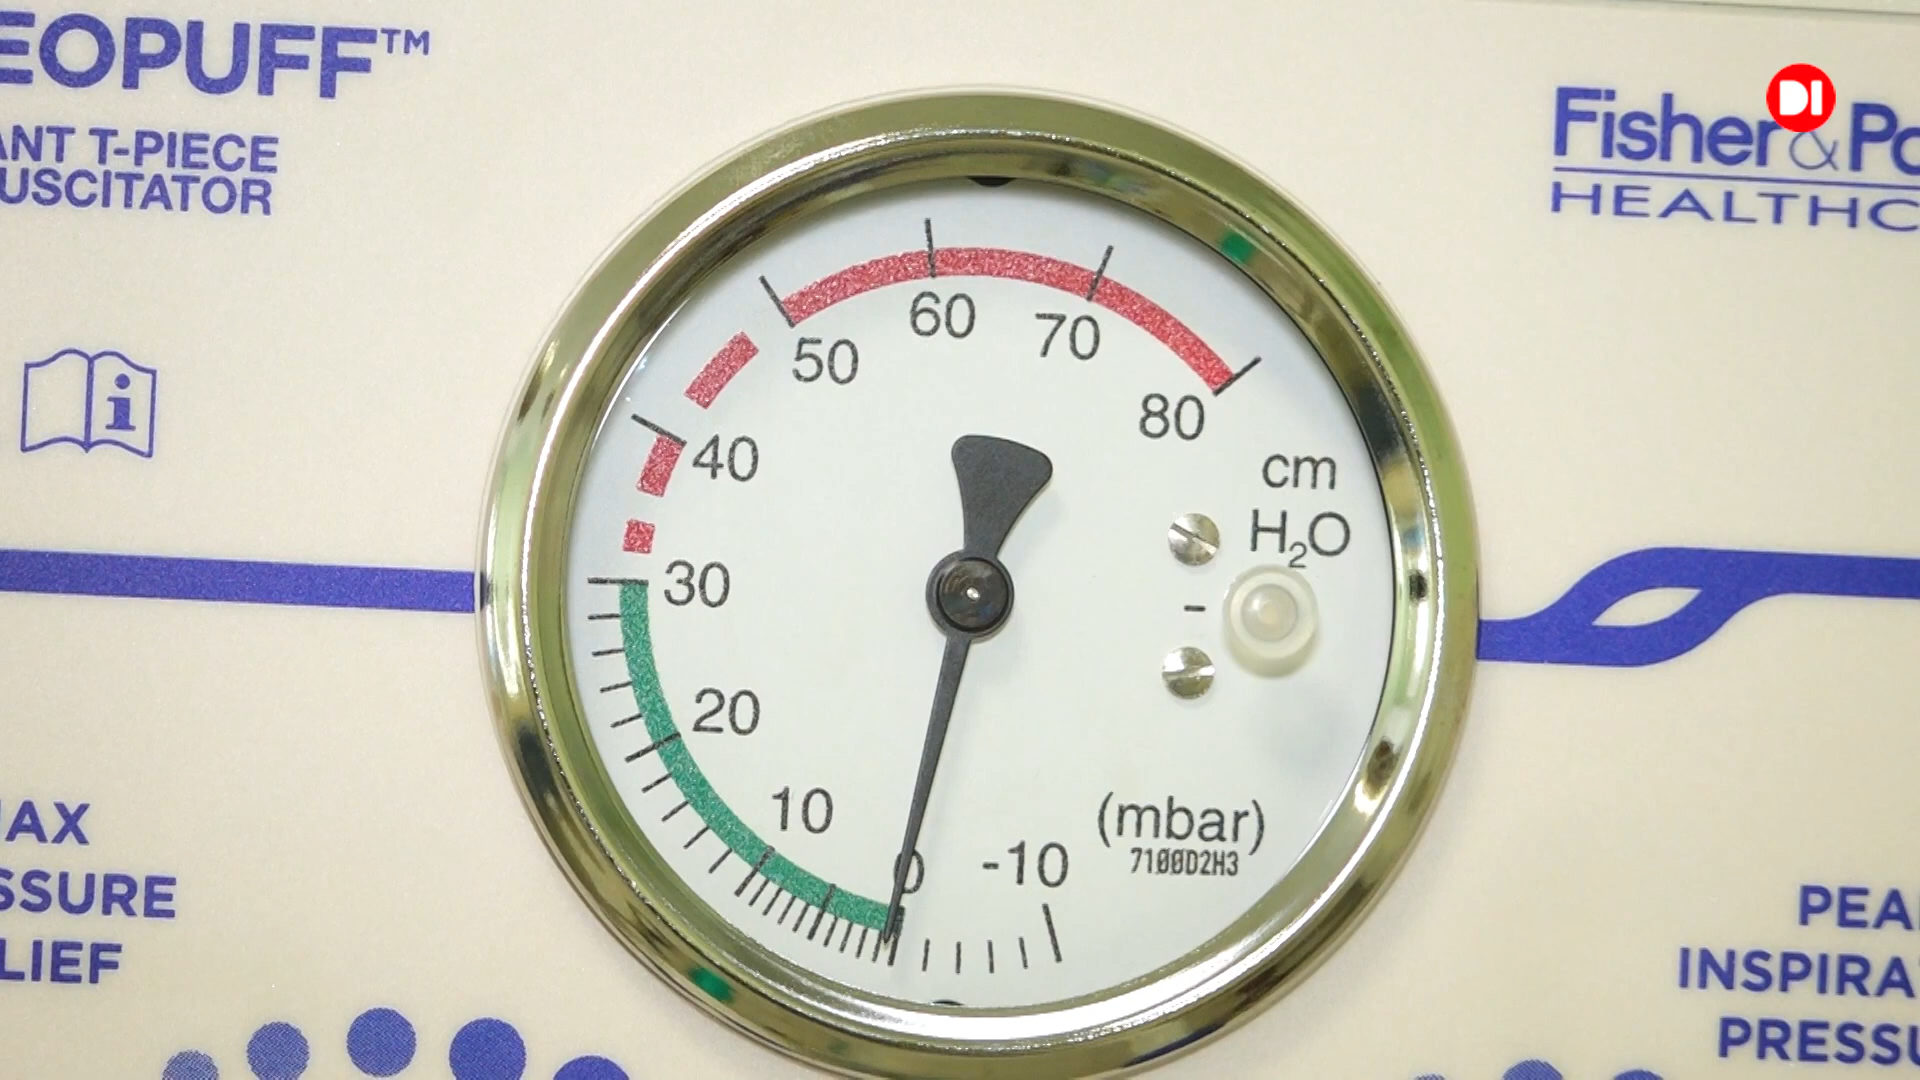 EOPUFF™
ANT T-PIECE
USCITATOR
DI
Fisher&Pa
HEALTHC
i
50
60
70
80
40
30
20
10
0
-10
cm
H₂O
-
(mbar)
7100D2H3
AX
SSURE
LIEF
PEA
INSPIRA
PRESSU